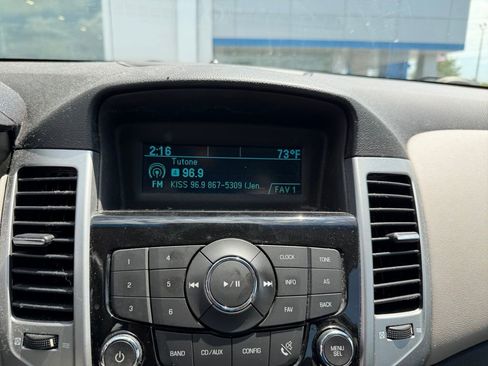 2:16 73°F
Tutone
4 96.9
FM KISS 96.9 867-5309 (Jen... FAV 1
1 4 CLOCK TONE
2 5 INFO AS
3 6 FAV BACK
BAND CD/AUX CONFIG MENU
SEL